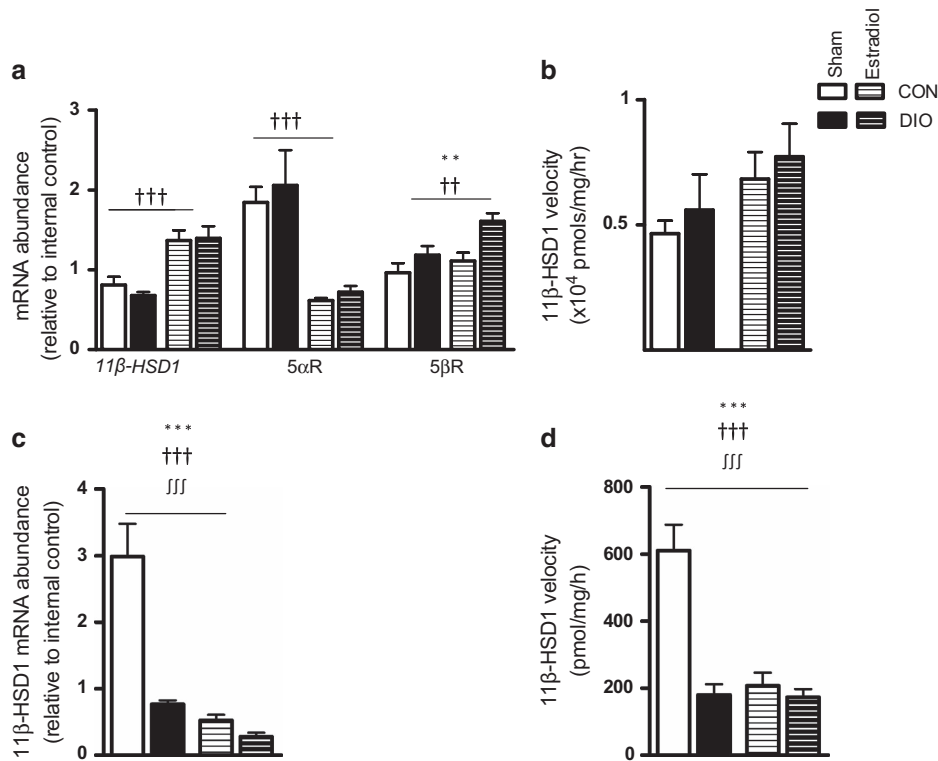 a
mRNA abundance
(relative to internal control)
3
2
1
0
†††
†††
**
††
11β-HSD1
5αR
5βR
b
11β-HSD1 velocity
(x10⁴ pmols/mg/hr)
1
0.5
Sham
Estradiol
CON
DIO
c
11β-HSD1 mRNA abundance
(relative to internal control)
4
3
2
1
0
***
†††
∫∫∫
d
11β-HSD1 velocity
(pmol/mg/h)
800
600
400
200
0
***
†††
∫∫∫